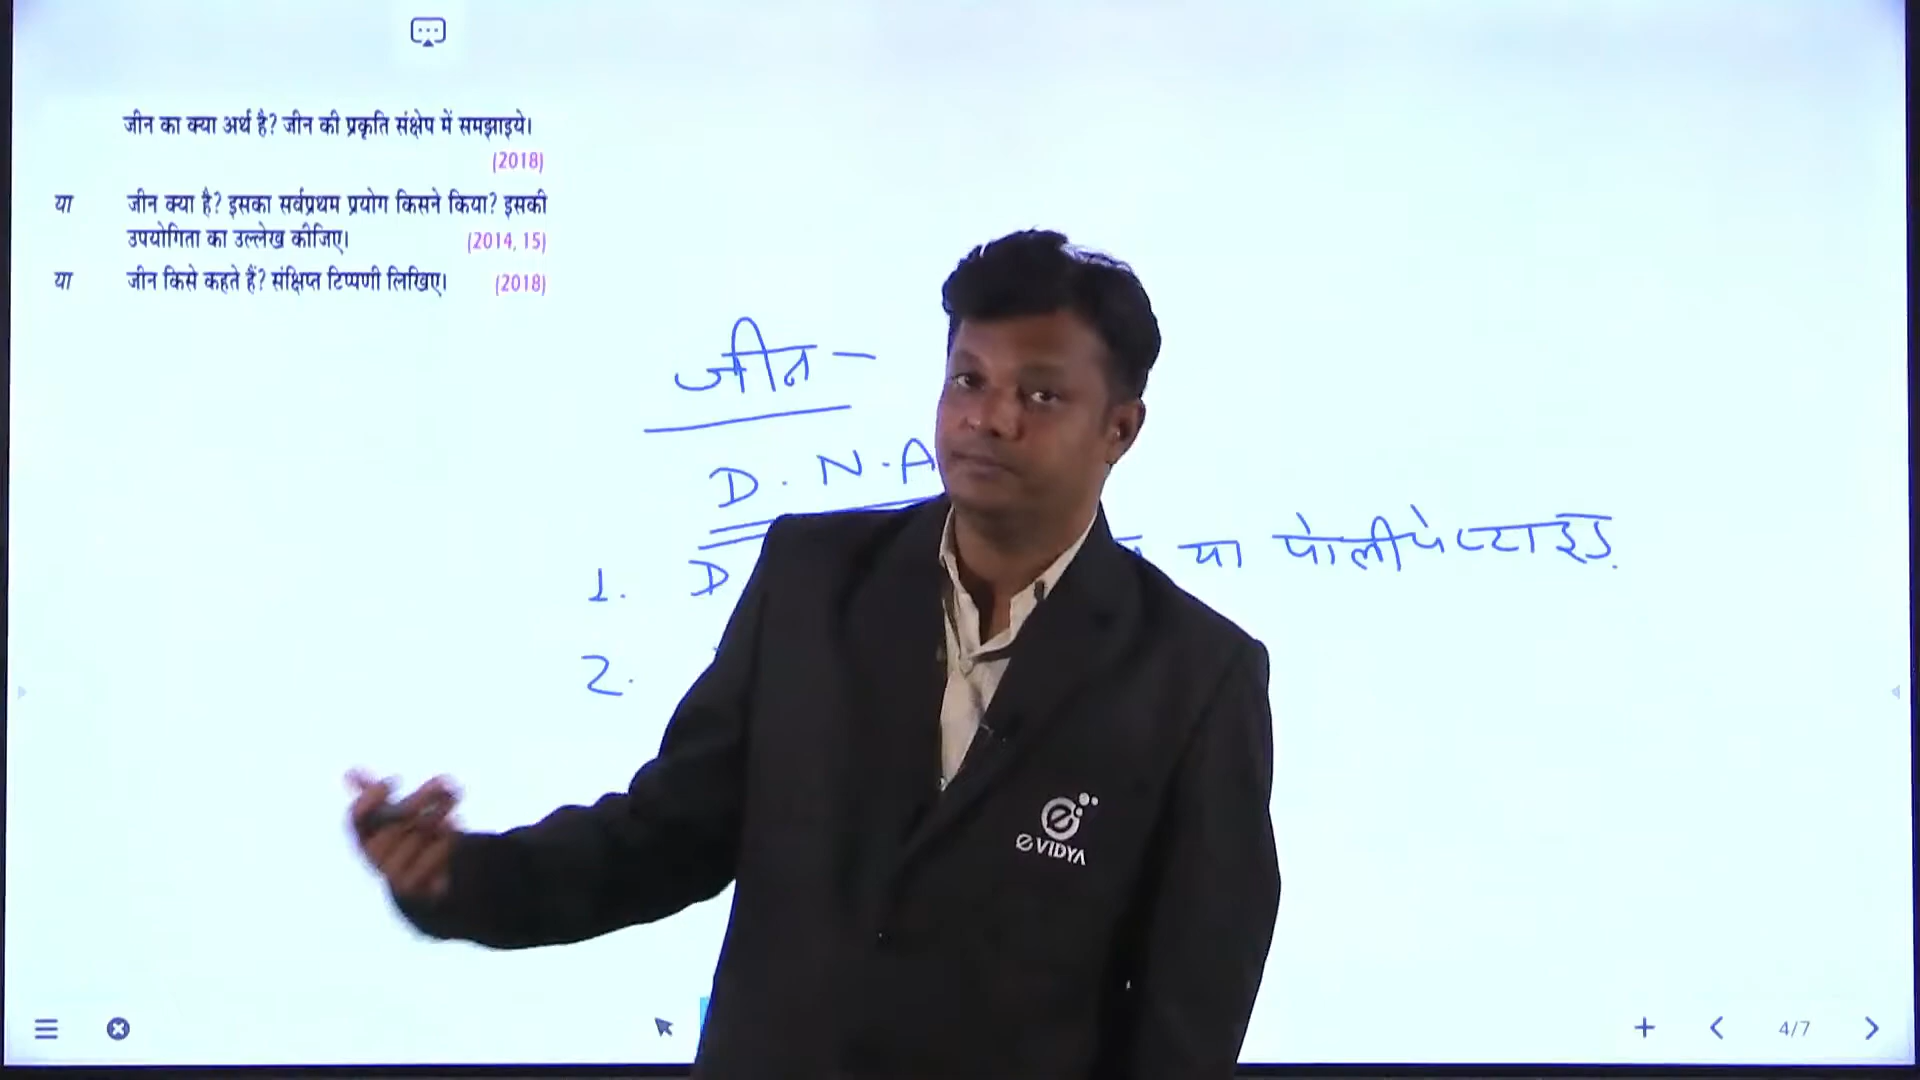 जीन का क्या अर्थ है? जीन की प्रकृति संक्षेप में समझाइये।
(2018)
या जीन क्या है? इसका सर्वप्रथम प्रयोग किसने किया? इसकी
उपयोगिता का उल्लेख कीजिए। (2014, 15)
या जीन किसे कहते हैं? संक्षिप्त टिप्पणी लिखिए। (2018)
जीन –
D. N. A
1. D या पोलीपेप्टाइड
2.
e VIDYA
4/7